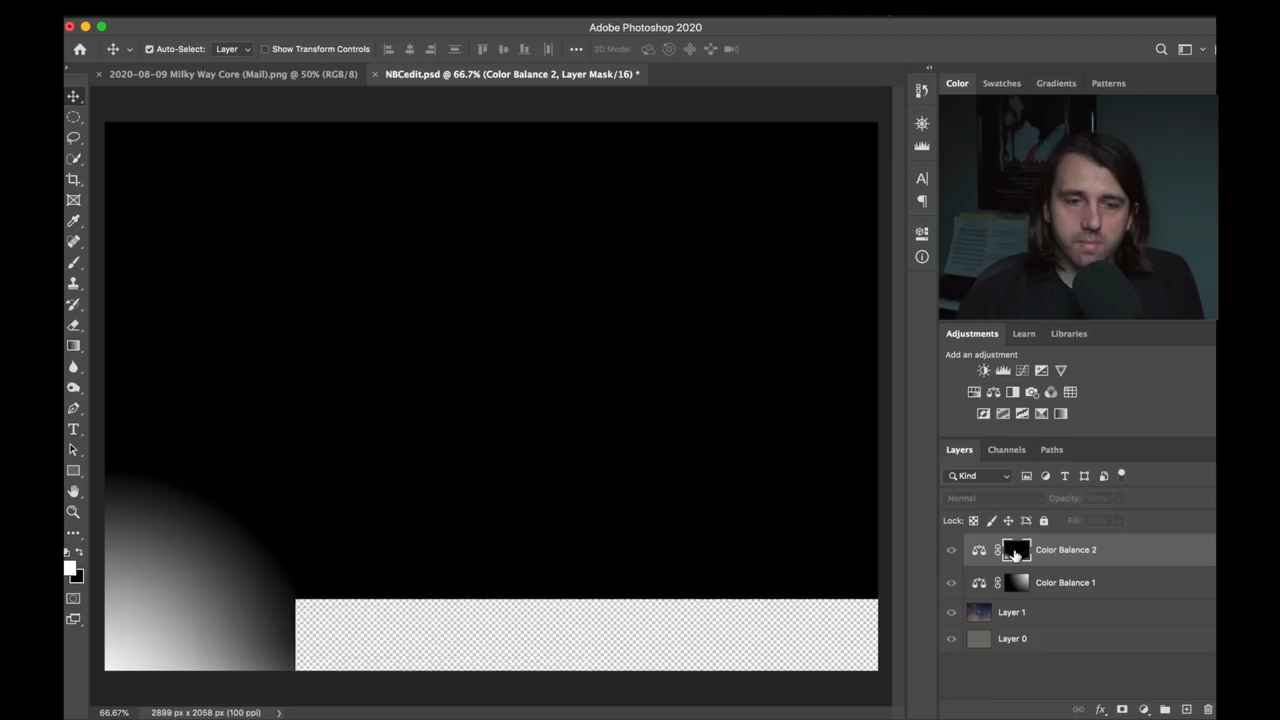 Adobe Photoshop 2020
Auto-Select: Layer Show Transform Controls 3D Mode:
2020-08-09 Milky Way Core (Mail).png @ 50% (RGB/8) NBCedit.psd @ 66.7% (Color Balance 2, Layer Mask/16) *
Color Swatches Gradients Patterns
Adjustments Learn Libraries
Add an adjustment
Layers Channels Paths
Kind
Normal Opacity: 100%
Lock: Fill: 100%
Color Balance 2
Color Balance 1
Layer 1
Layer 0
66.67% 2899 px x 2058 px (100 ppi)